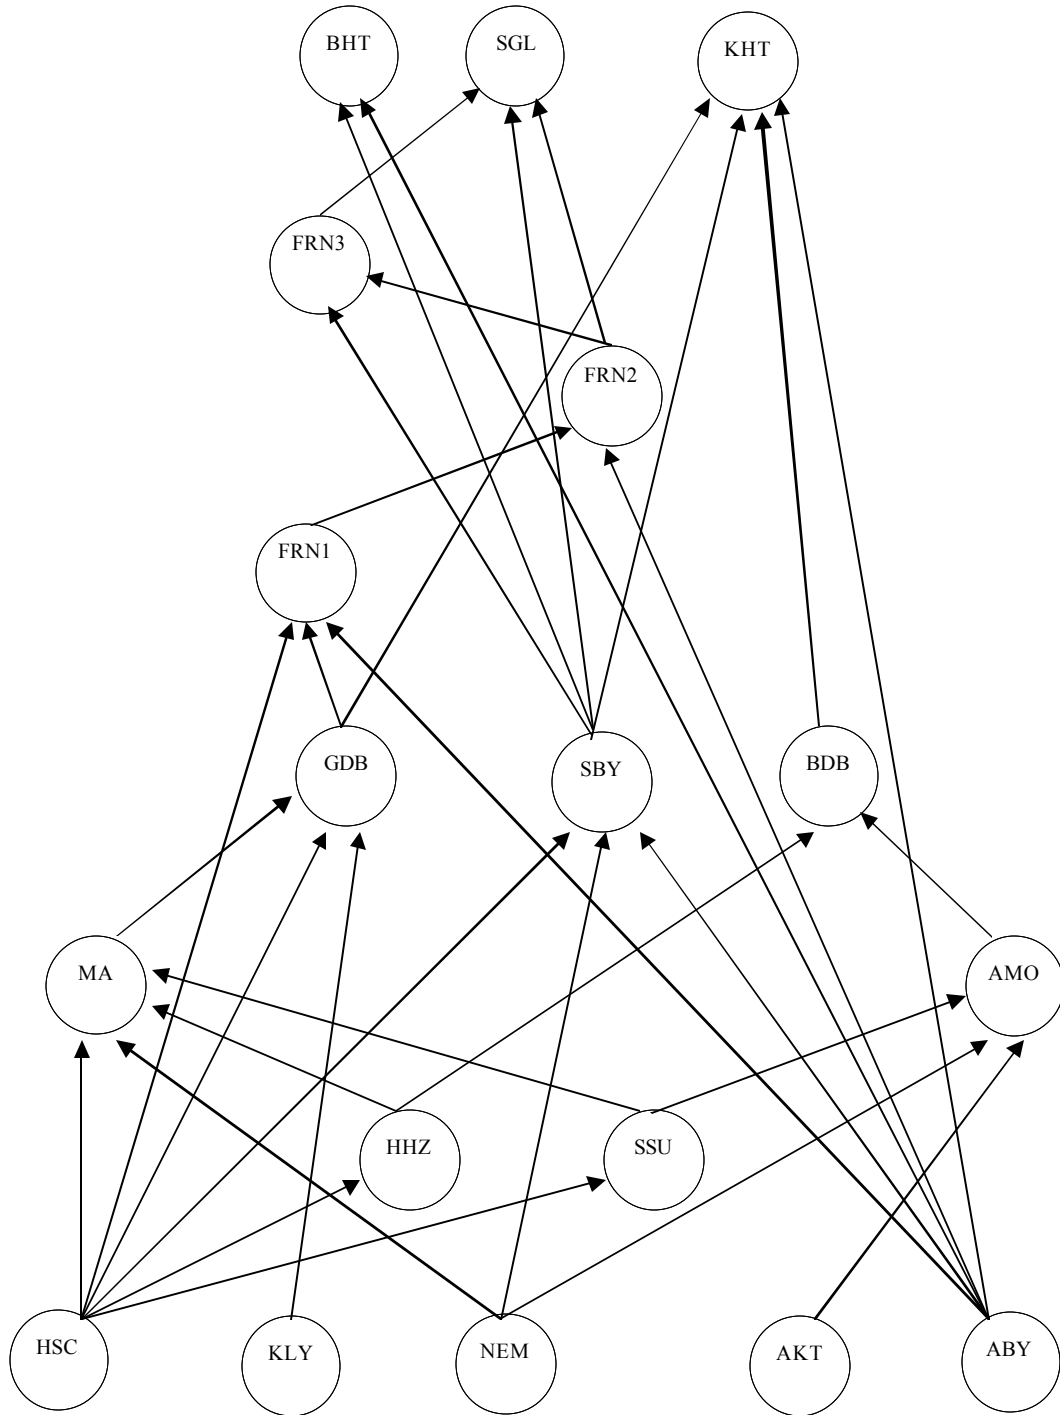 BHT
SGL
KHT
FRN3
FRN2
FRN1
GDB
SBY
BDB
MA
AMO
HHZ
SSU
HSC
KLY
NEM
AKT
ABY